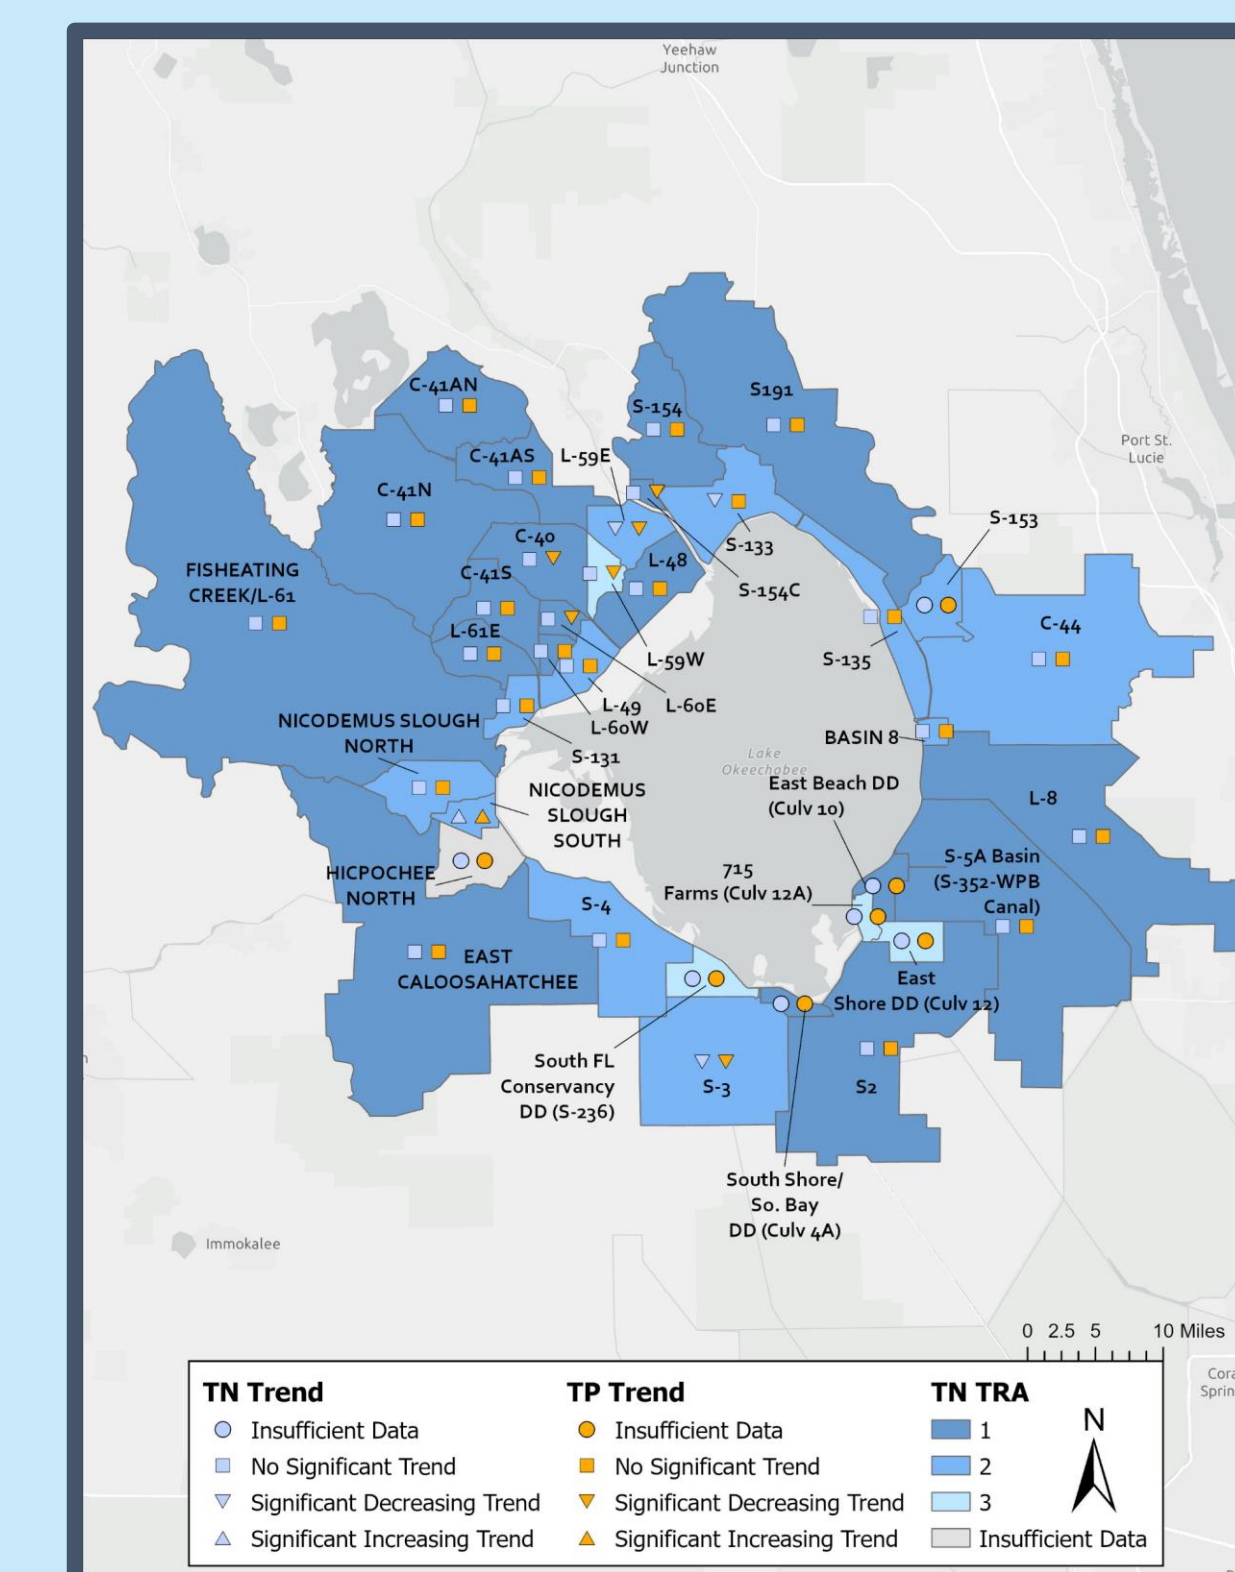 Yeehaw
Junction
C-41AN
S191
S-154
Port St.
Lucie
C-41AS
L-59E
C-41N
S-153
C-40
S-133
L-48
C-41S
FISHEATING
CREEK/L-61
S-154C
C-44
L-61E
L-59W
S-135
L-49
L-60E
NICODEMUS SLOUGH
NORTH
L-60W
BASIN 8
S-131
Lake
Okeechobee
East Beach DD
(Culv 10)
NICODEMUS
SLOUGH
SOUTH
L-8
HICPOCHEE
NORTH
715
Farms (Culv 12A)
S-5A Basin
(S-352-WPB
Canal)
S-4
EAST
CALOOSAHATCHEE
East
Shore DD (Culv 12)
South FL
Conservancy
DD (S-236)
S-3
S2
South Shore/
So. Bay
DD (Culv 4A)
Immokalee
0 2.5 5 10 Miles
TN Trend
Insufficient Data
No Significant Trend
Significant Decreasing Trend
Significant Increasing Trend
TP Trend
Insufficient Data
No Significant Trend
Significant Decreasing Trend
Significant Increasing Trend
TN TRA
1
2
3
Insufficient Data
N